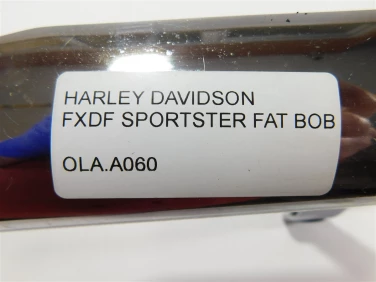 HARLEY DAVIDSON
FXDF SPORTSTER FAT BOB
OLA.A060